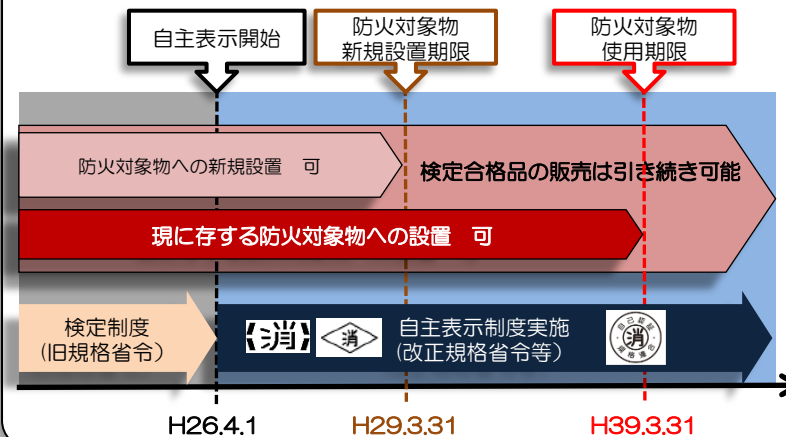 自主表示開始
防火対象物
新規設置期限
防火対象物
使用期限
防火対象物への新規設置　可
検定合格品の販売は引き続き可能
現に存する防火対象物への設置　可
検定制度
(旧規格省令)
消
消
自主表示制度実施
(改正規格省令等)
消
H26.4.1
H29.3.31
H39.3.31